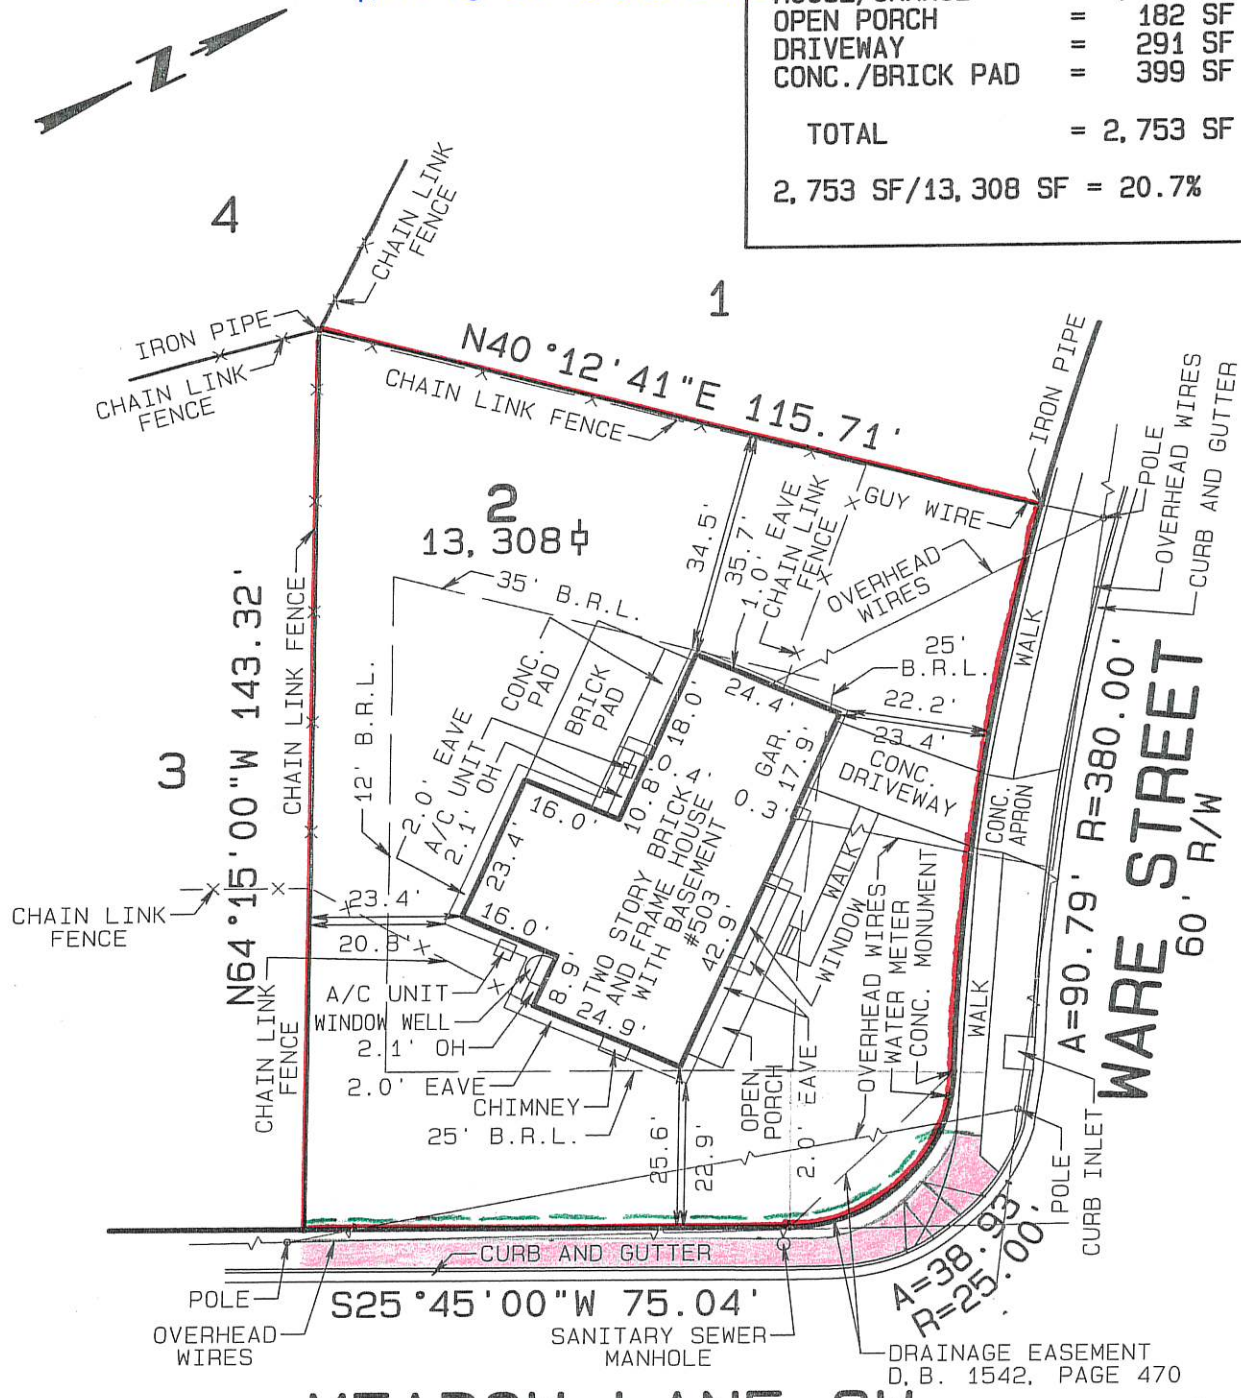 OPEN PORCH = 182 SF
DRIVEWAY = 291 SF
CONC./BRICK PAD = 399 SF
TOTAL = 2,753 SF
2,753 SF/13,308 SF = 20.7%
Z
4
CHAIN LINK
FENCE
1
IRON PIPE
CHAIN LINK
FENCE
N40°12'41"E 115.71'
CHAIN LINK FENCE
IRON PIPE
POLE
OVERHEAD WIRES
CURB AND GUTTER
GUY WIRE
2
13,308
34.5'
35.7'
1.0' EAVE
CHAIN LINK
FENCE
OVERHEAD
WIRES
35' B.R.L.
25'
B.R.L.
WALK
22.2'
23.4'
CONC.
DRIVEWAY
CONC.
APRON
3
N64°15'00"W 143.32'
CHAIN LINK FENCE
12' B.R.L.
2.0' EAVE
A/C UNIT
2.1' OH
CONC.
PAD
BRICK
PAD
24.4'
18.0'
GAR.
17.9'
0.4'
0.3'
10.8'
16.0'
23.4'
16.0'
TWO STORY BRICK
AND FRAME HOUSE
WITH BASEMENT
#503
42.9'
WALK
WINDOW
OVERHEAD WIRES
WATER METER
CONC. MONUMENT
WALK
A=90.79' R=380.00'
WARE STREET
60' R/W
CHAIN LINK
FENCE
23.4'
20.8'
CHAIN LINK
FENCE
A/C UNIT
WINDOW WELL
2.1' OH
2.0' EAVE
8.9'
24.9'
CHIMNEY
25' B.R.L.
25.6'
22.9'
OPEN
PORCH
2.0' EAVE
POLE
CURB INLET
CURB AND GUTTER
A=38.93'
R=25.00'
POLE
S25°45'00"W 75.04'
OVERHEAD
WIRES
SANITARY SEWER
MANHOLE
DRAINAGE EASEMENT
D.B. 1542, PAGE 470